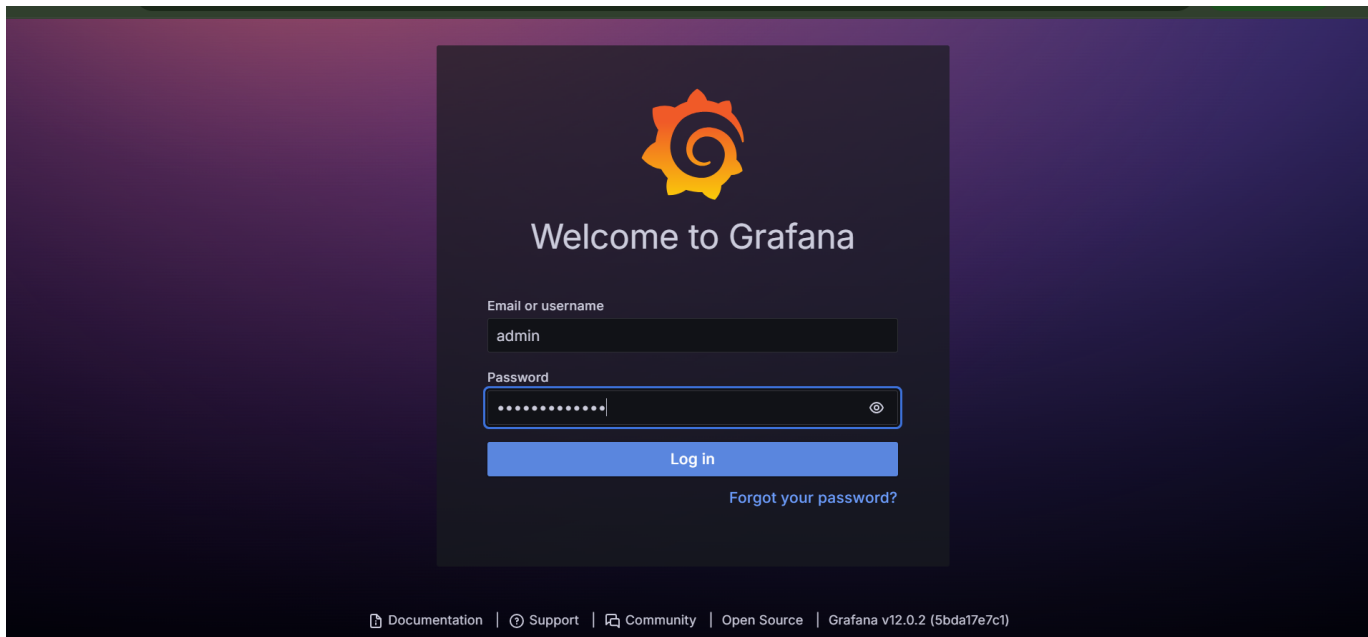 Welcome to Grafana
Email or username
admin
Password
•••••••••••••
Log in
Forgot your password?
Documentation | Support | Community | Open Source | Grafana v12.0.2 (5bda17e7c1)